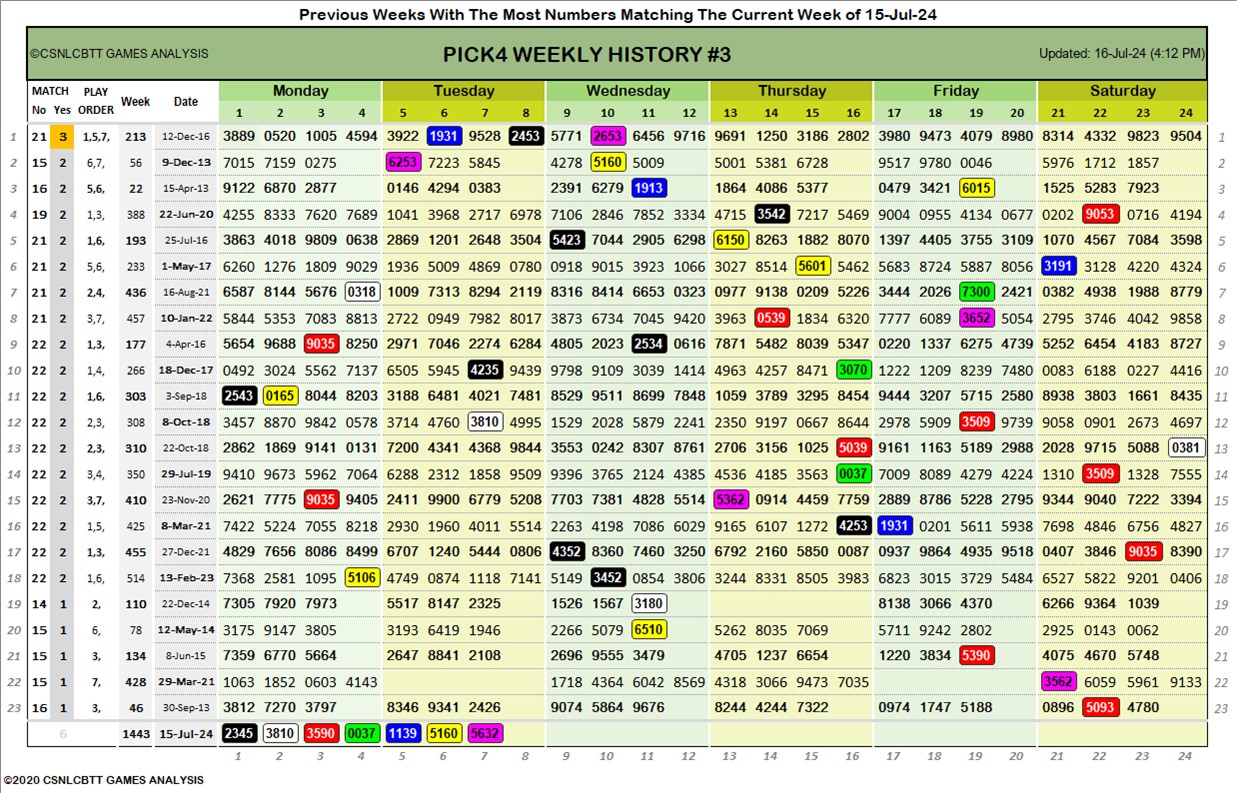 Previous Weeks With The Most Numbers Matching The Current Week of 15-Jul-24
©CSNLCBTT GAMES ANALYSIS PICK4 WEEKLY HISTORY #3 Updated: 16-Jul-24 (4:12 PM)
MATCH PLAY Week Date Monday Tuesday Wednesday Thursday Friday Saturday
No Yes ORDER 1 2 3 4 5 6 7 8 9 10 11 12 13 14 15 16 17 18 19 20 21 22 23 24
1 21 3 1,5,7, 213 12-Dec-16 3889 0520 1005 4594 3922 1931 9528 2453 5771 2653 6456 9716 9691 1250 3186 2802 3980 9473 4079 8980 8314 4332 9823 9504 1
2 15 2 6,7, 56 9-Dec-13 7015 7159 0275 6253 7223 5845 4278 5160 5009 5001 5381 6728 9517 9780 0046 5976 1712 1857 2
3 16 2 5,6, 22 15-Apr-13 9122 6870 2877 0146 4294 0383 2391 6279 1913 1864 4086 5377 0479 3421 6015 1525 5283 7923 3
4 19 2 1,3, 388 22-Jun-20 4255 8333 7620 7689 1041 3968 2717 6978 7106 2846 7852 3334 4715 3542 7217 5469 9004 0955 4134 0677 0202 9053 0716 4194 4
5 21 2 1,6, 193 25-Jul-16 3863 4018 9809 0638 2869 1201 2648 3504 5423 7044 2905 6298 6150 8263 1882 8070 1397 4405 3755 3109 1070 4567 7084 3598 5
6 21 2 5,6, 233 1-May-17 6260 1276 1809 9029 1936 5009 4869 0780 0918 9015 9923 1066 3027 8514 5601 5462 5683 8724 5887 8056 3191 3128 4220 4324 6
7 21 2 2,4, 436 16-Aug-21 6587 8144 5676 0318 1009 7313 8294 2119 8316 8414 6653 0323 0977 9138 0209 5226 3444 2026 7300 2421 0382 4938 1988 8779 7
8 21 2 3,7, 457 10-Jan-22 5844 5353 7083 8813 2722 0949 7982 8017 3873 6734 7045 9420 3963 0539 1834 6320 7777 6089 3652 5054 2795 3746 4042 9858 8
9 22 2 1,3, 177 4-Apr-16 5654 9688 9035 8250 2971 7046 2274 6284 4805 2023 2534 0616 7871 5482 8039 5347 0220 1337 6275 4739 5252 6454 4183 8727 9
10 22 2 1,4, 266 18-Dec-17 0492 3024 5562 7137 6505 5945 4235 9439 9798 9109 3039 1414 4963 4257 8471 3070 1222 1209 8239 7480 0083 6188 0227 4416 10
11 22 2 1,6, 303 3-Sep-18 2543 0165 8044 8203 3188 6481 4021 7481 8529 9511 8699 7848 1059 3789 3295 8454 9444 3207 5715 2580 8938 3803 1661 8435 11
12 22 2 2,3, 308 8-Oct-18 3457 8870 9842 0578 3714 4760 3810 4995 1529 2028 5879 2241 2350 9197 0667 8644 2978 5909 3509 9739 9058 0901 2673 4697 12
13 22 2 2,3, 310 22-Oct-18 2862 1869 9141 0131 7200 4341 4368 9844 3553 0242 8307 8761 2706 3156 1025 5039 9161 1163 5189 2988 2028 9715 5088 0381 13
14 22 2 3,4, 350 29-Jul-19 9410 9673 5962 7064 6288 2312 1858 9509 9396 3765 2124 4385 4536 4185 3563 0037 7009 8089 4279 4224 1310 3509 1328 7555 14
15 22 2 3,7, 410 23-Nov-20 2621 7775 9035 9405 2411 9900 6779 5208 7703 7381 4828 5514 5362 0914 4459 7759 2889 8786 5228 2795 9344 9040 7222 3394 15
16 22 2 1,5, 425 8-Mar-21 7422 5224 7055 8218 2930 1960 4011 5514 2263 4198 7086 6029 9165 6107 1272 4253 1931 0201 5611 5938 7698 4846 6756 4827 16
17 22 2 1,3, 455 27-Dec-21 4829 7656 8086 8499 6707 1240 5444 0806 4352 8360 7460 3250 6792 2160 5850 0087 0937 9864 4935 9518 0407 3846 9035 8390 17
18 22 2 1,6, 514 13-Feb-23 7368 2581 1095 5106 4749 0874 1118 7141 5149 3452 0854 3806 3244 8331 8505 3983 6823 3015 3729 5484 6527 5822 9201 0406 18
19 14 1 2, 110 22-Dec-14 7305 7920 7973 5517 8147 2325 1526 1567 3180 8138 3066 4370 6266 9364 1039 19
20 15 1 6, 78 12-May-14 3175 9147 3805 3193 6419 1946 2266 5079 6510 5262 8035 7069 5711 9242 2802 2925 0143 0062 20
21 15 1 3, 134 8-Jun-15 7359 6770 5664 2647 8841 2108 2696 9555 3479 4705 1237 6654 1220 3834 5390 4075 4670 5748 21
22 15 1 7, 428 29-Mar-21 1063 1852 0603 4143 1718 4364 6042 8569 4318 3066 9473 7035 3562 6059 5961 9133 22
23 16 1 3, 46 30-Sep-13 3812 7270 3797 8346 9341 2426 9074 5864 9676 8244 4244 7322 0974 1747 5188 0896 5093 4780 23
6 1443 15-Jul-24 2345 3810 3590 0037 1139 5160 5632
1 2 3 4 5 6 7 8 9 10 11 12 13 14 15 16 17 18 19 20 21 22 23 24
©2020 CSNLCBTT GAMES ANALYSIS